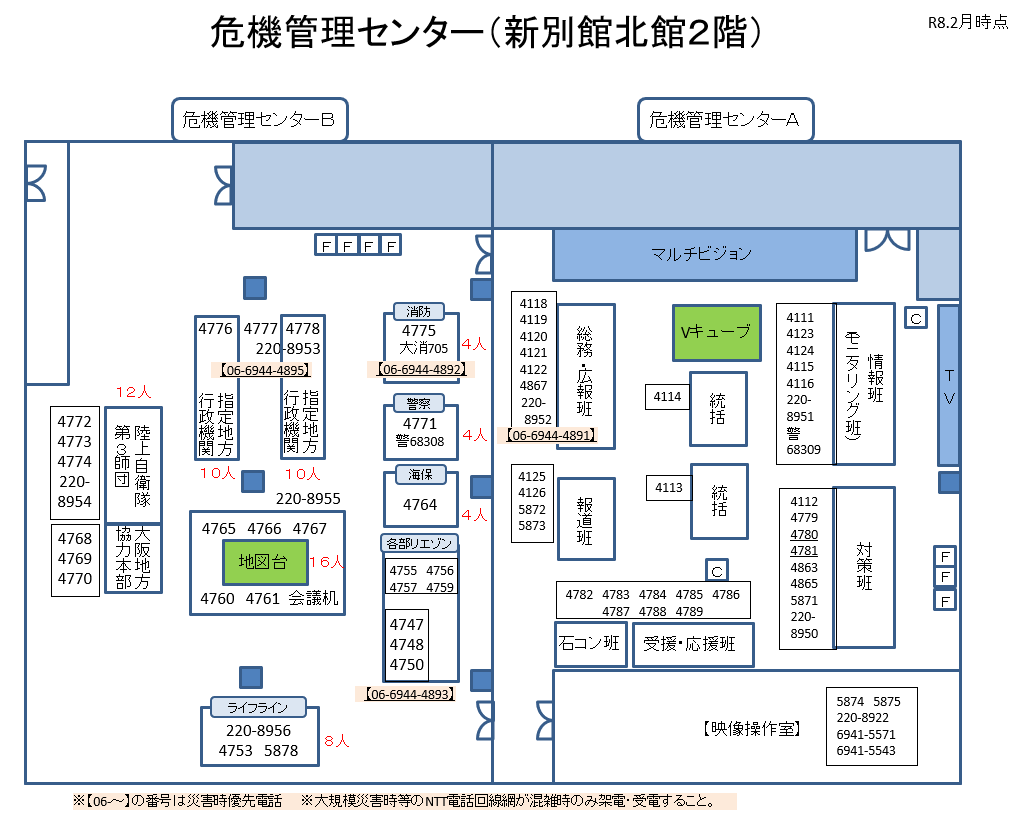 危機管理センター（新別館北館２階）
R8.2月時点
危機管理センターB
危機管理センターA
F F F F
マルチビジョン
C
TV
4776
4777
4778
220-8953
【06-6944-4895】
指定地方
行政機関
１０人
指定地方
行政機関
１０人
消防
4775
大消705
【06-6944-4892】
４人
警察
4771
警68308
４人
海保
4764
４人
4118
4119
4120
4121
4122
4867
220-
8952
【06-6944-4891】
総務・広報班
Vキューブ
4114
統括
4111
4123
4124
4115
4116
220-
8951
警
68309
情報班
（モニタリング班）
１２人
4772
4773
4774
220-
8954
陸上自衛隊
第３師団
4768
4769
4770
大阪地方
協力本部
220-8955
4765 4766 4767
地図台
１６人
4760 4761 会議机
各部リエゾン
4755 4756
4757 4759
4747
4748
4750
【06-6944-4893】
4125
4126
5872
5873
報道班
4113
統括
C
4112
4779
4780
4781
4863
4865
5871
220-
8950
対策班
F
F
F
4782 4783 4784 4785 4786
4787 4788 4789
石コン班
受援・応援班
ライフライン
220-8956
4753 5878
８人
【映像操作室】
5874 5875
220-8922
6941-5571
6941-5543
※【06-～】の番号は災害時優先電話 ※大規模災害時等のNTT電話回線網が混雑時のみ架電・受電すること。